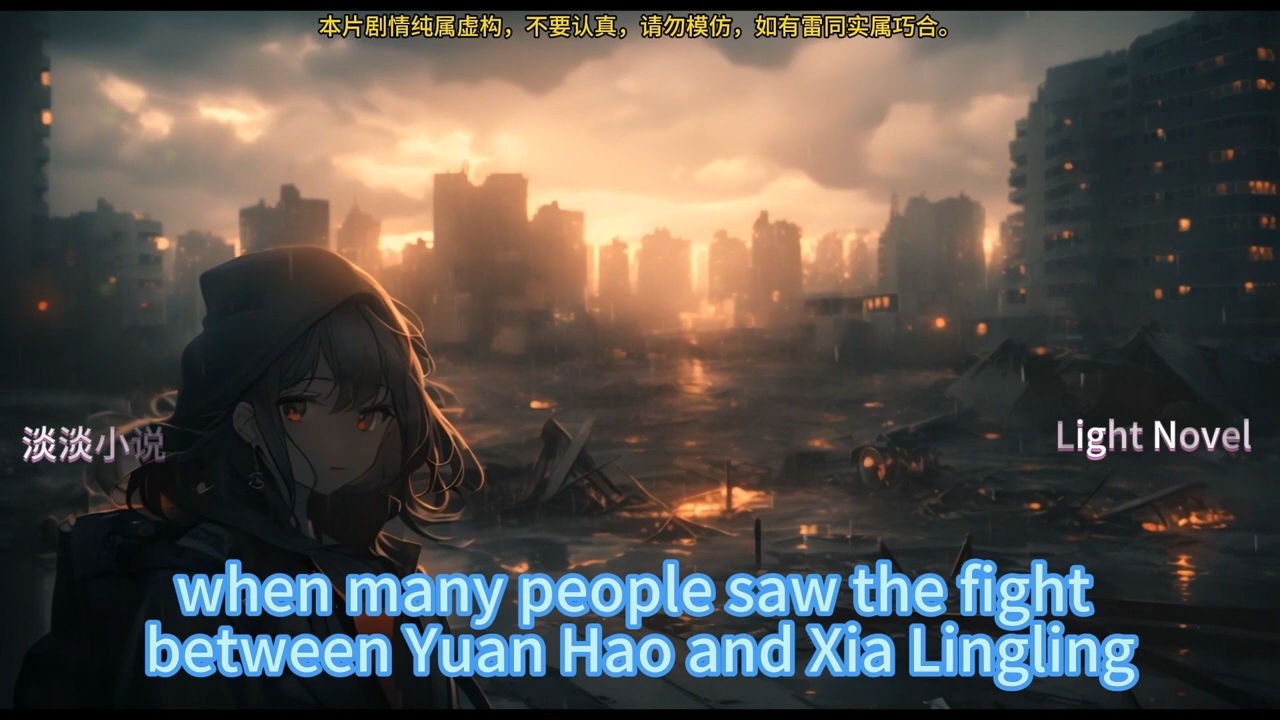 本片剧情纯属虚构，不要认真，请勿模仿，如有雷同实属巧合。
淡淡小说
Light Novel
when many people saw the fight
between Yuan Hao and Xia Lingling